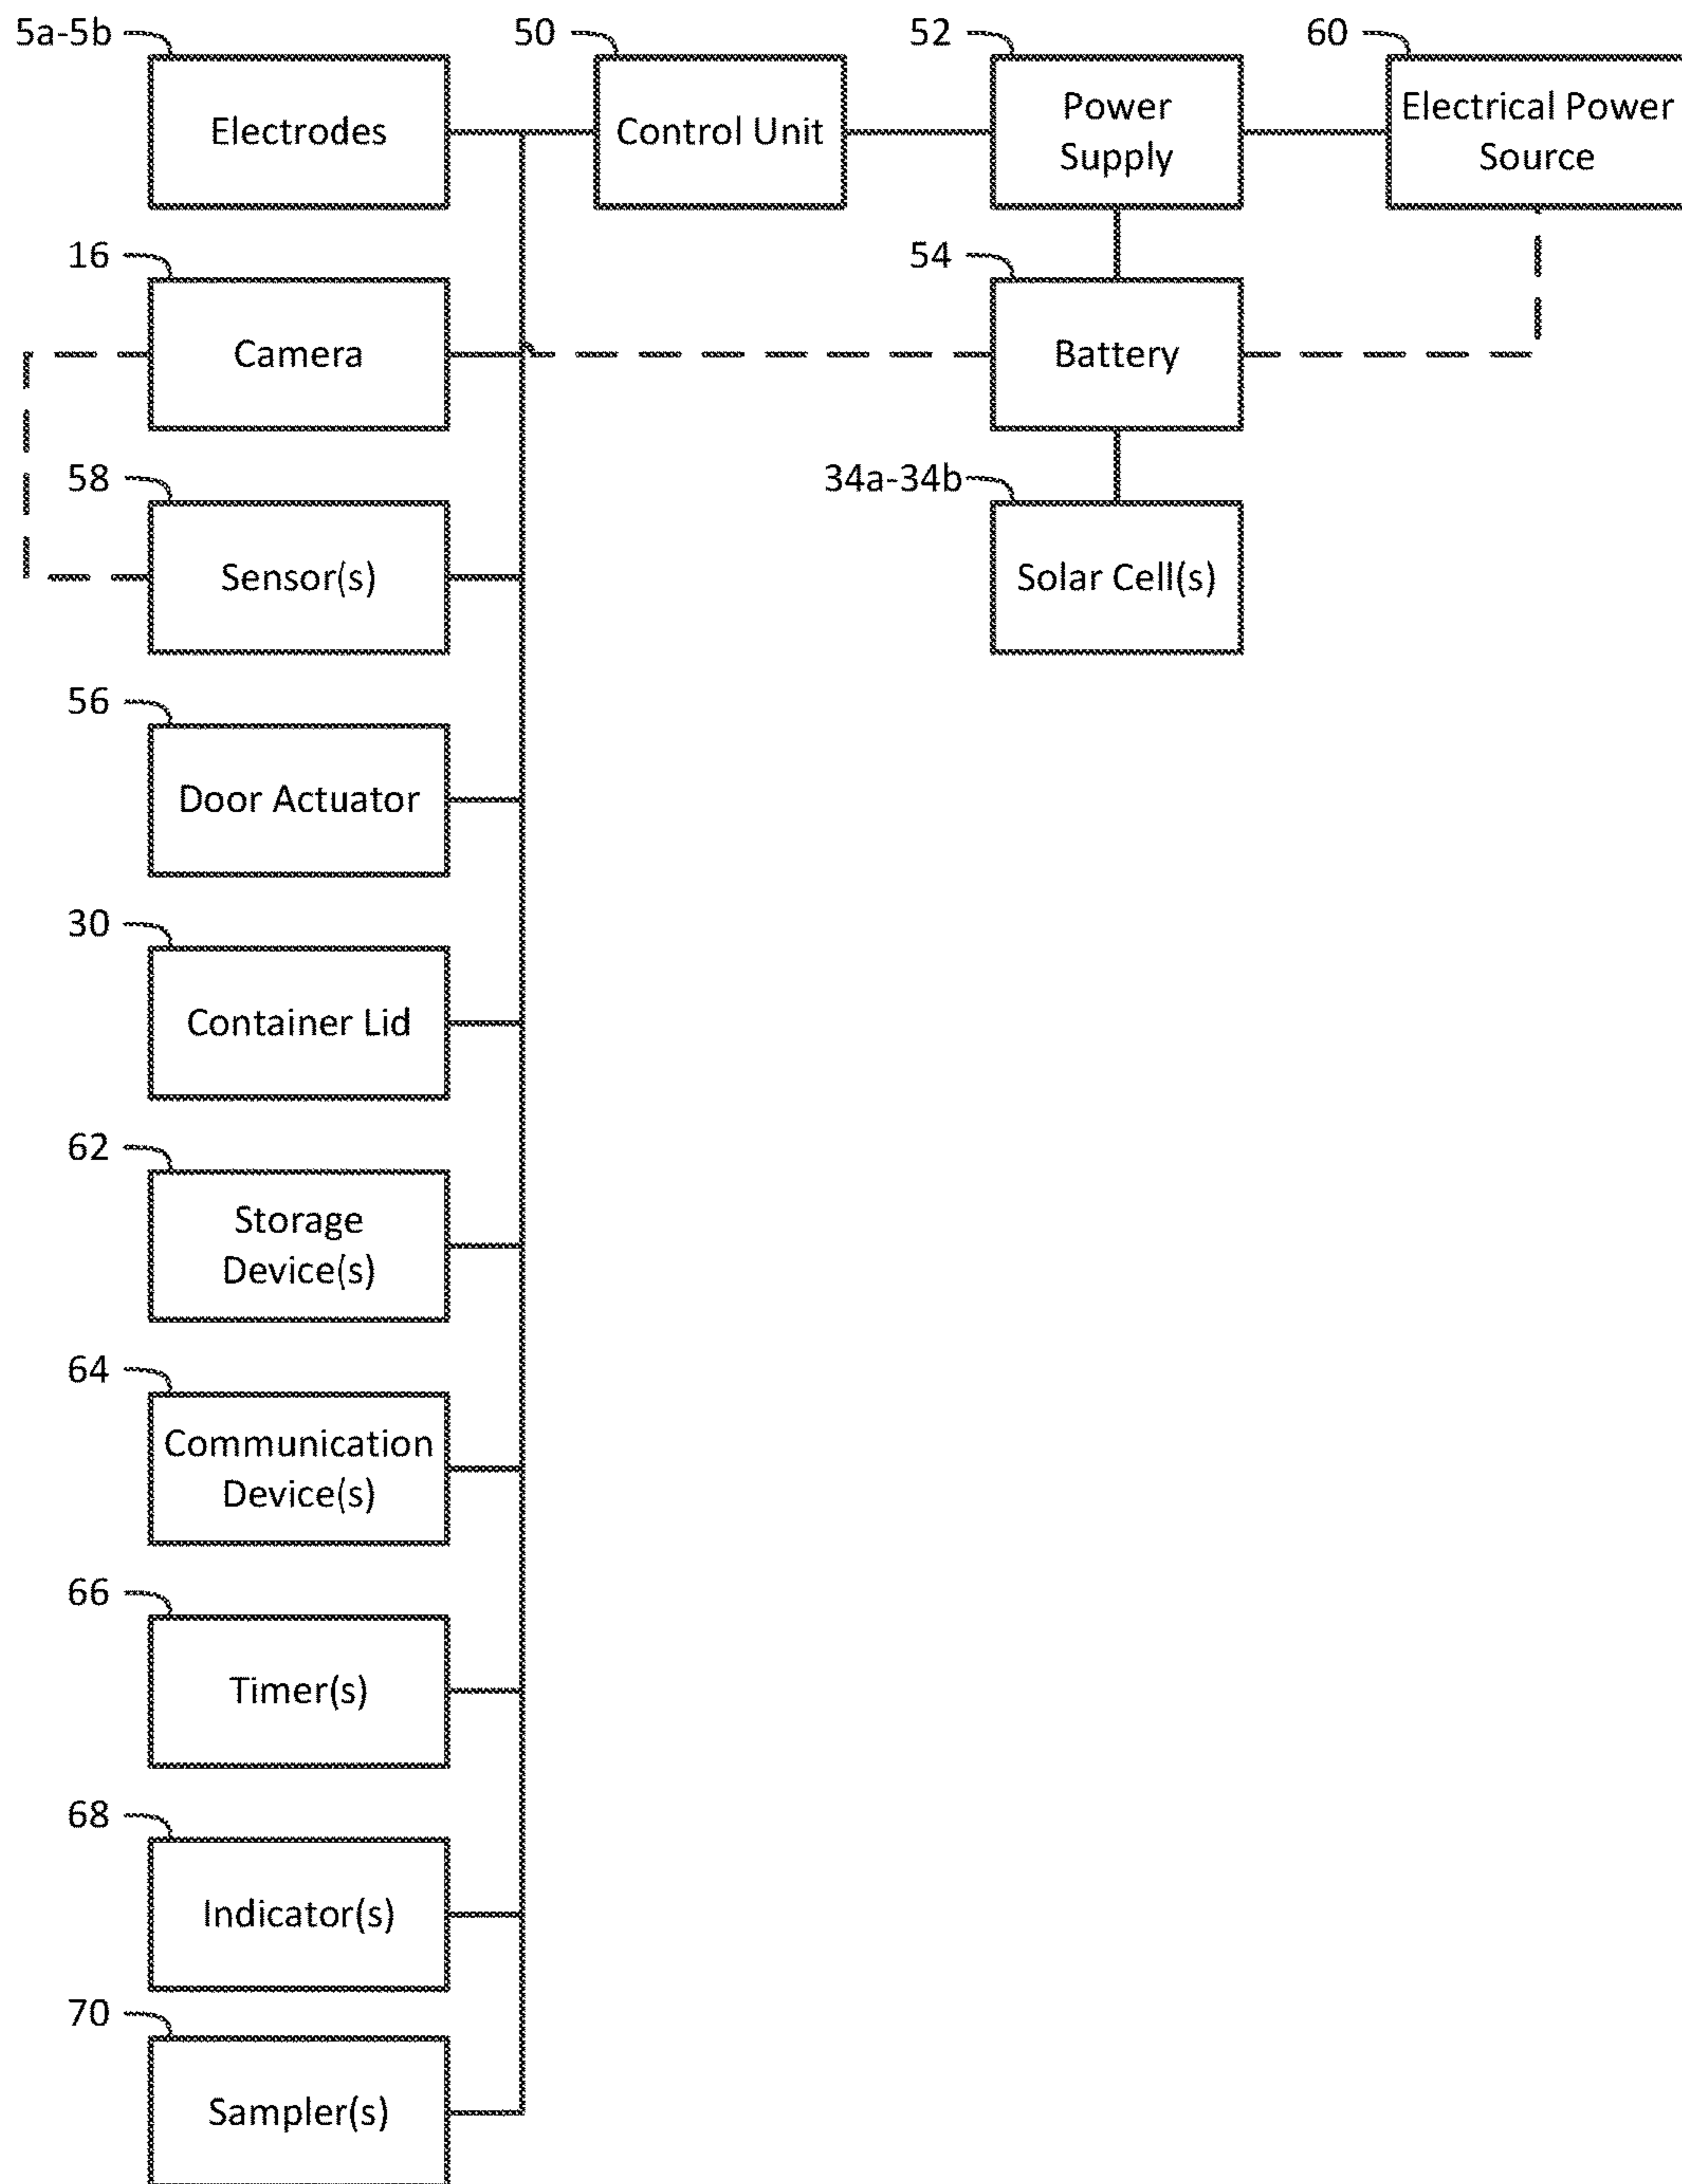 5a-5b
50
52
60
Electrodes
Control Unit
Power
Supply
Electrical Power
Source
16
54
Camera
Battery
58
34a-34b
Sensor(s)
Solar Cell(s)
56
Door Actuator
30
Container Lid
62
Storage
Device(s)
64
Communication
Device(s)
66
Timer(s)
68
Indicator(s)
70
Sampler(s)